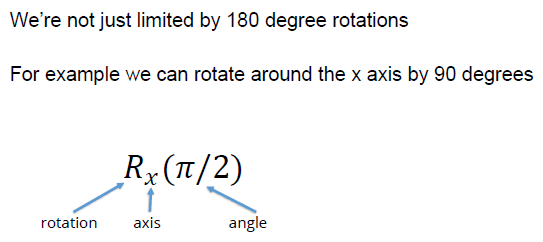 We're not just limited by 180 degree rotations
For example we can rotate around the x axis by 90 degrees
Rₓ(π/2)
rotation axis angle